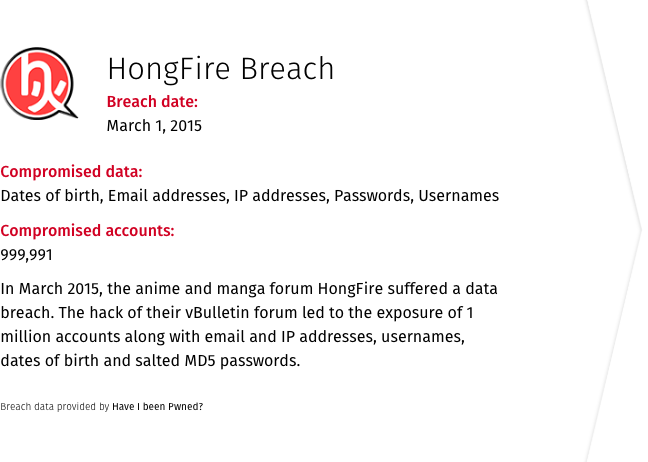 HongFire Breach
Breach date:
March 1, 2015
Compromised data:
Dates of birth, Email addresses, IP addresses, Passwords, Usernames
Compromised accounts:
999,991
In March 2015, the anime and manga forum HongFire suffered a data
breach. The hack of their vBulletin forum led to the exposure of 1
million accounts along with email and IP addresses, usernames,
dates of birth and salted MD5 passwords.
Breach data provided by Have I been Pwned?